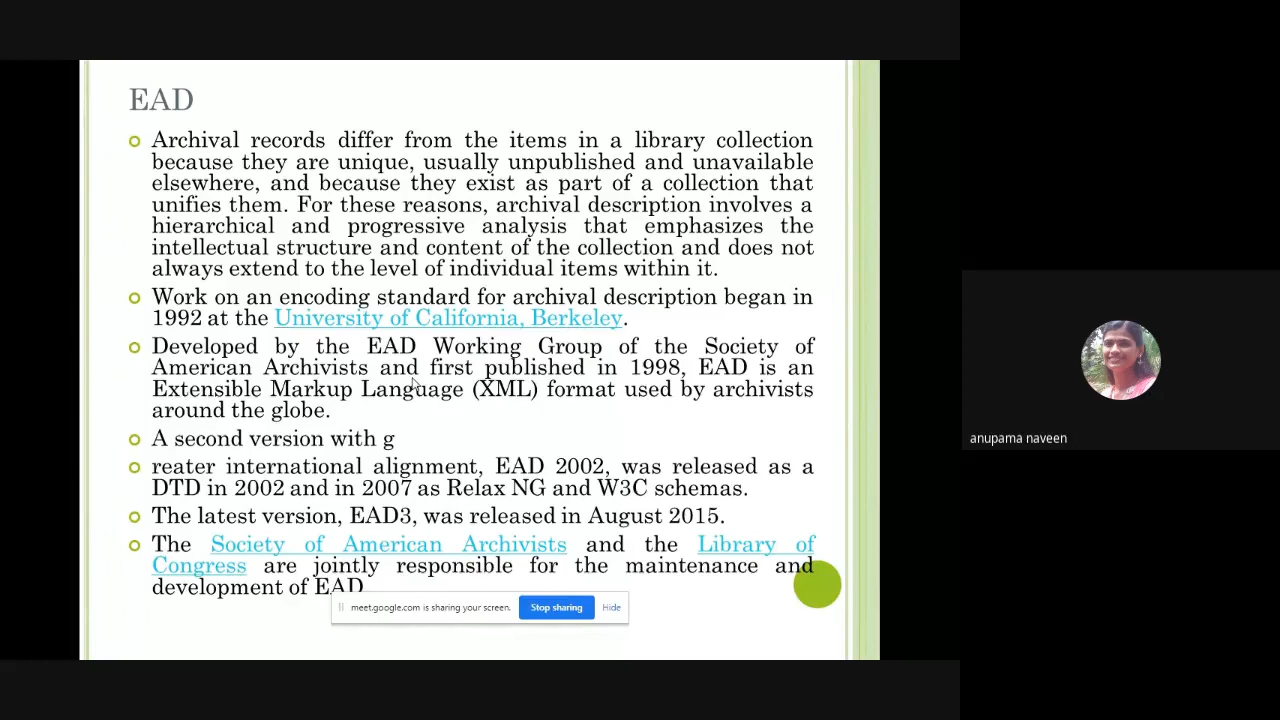 EAD
Archival records differ from the items in a library collection
because they are unique, usually unpublished and unavailable
elsewhere, and because they exist as part of a collection that
unifies them. For these reasons, archival description involves a
hierarchical and progressive analysis that emphasizes the
intellectual structure and content of the collection and does not
always extend to the level of individual items within it.
Work on an encoding standard for archival description began in
1992 at the University of California, Berkeley.
Developed by the EAD Working Group of the Society of
American Archivists and first published in 1998, EAD is an
Extensible Markup Language (XML) format used by archivists
around the globe.
A second version with g
reater international alignment, EAD 2002, was released as a
DTD in 2002 and in 2007 as Relax NG and W3C schemas.
The latest version, EAD3, was released in August 2015.
The Society of American Archivists and the Library of
Congress are jointly responsible for the maintenance and
development of EAD
meet.google.com is sharing your screen. Stop sharing Hide
anupama naveen